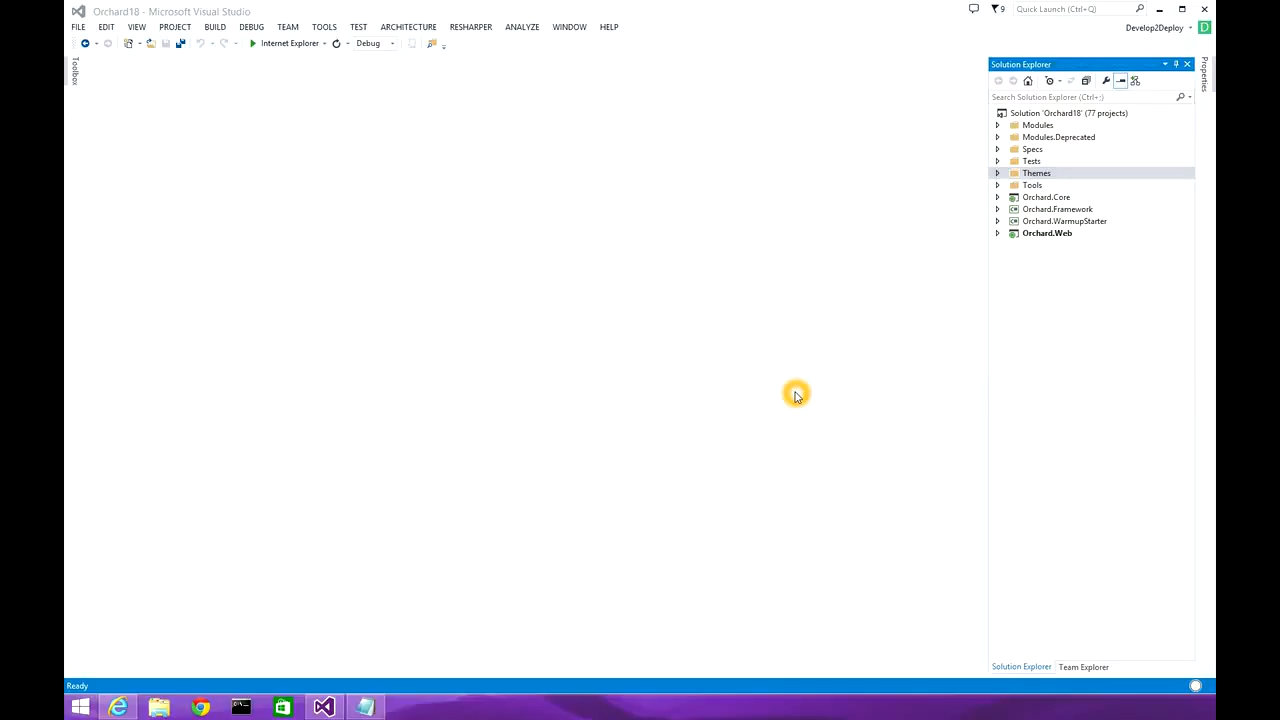 Orchard18 - Microsoft Visual Studio
9
Quick Launch (Ctrl+Q)
FILE EDIT VIEW PROJECT BUILD DEBUG TEAM TOOLS TEST ARCHITECTURE RESHARPER ANALYZE WINDOW HELP
Develop2Deploy
D
Internet Explorer
Debug
Toolbox
Solution Explorer
Properties
Search Solution Explorer (Ctrl+;)
Solution 'Orchard18' (77 projects)
Modules
Modules.Deprecated
Specs
Tests
Themes
Tools
Orchard.Core
Orchard.Framework
Orchard.WarmupStarter
Orchard.Web
Solution Explorer Team Explorer
Ready